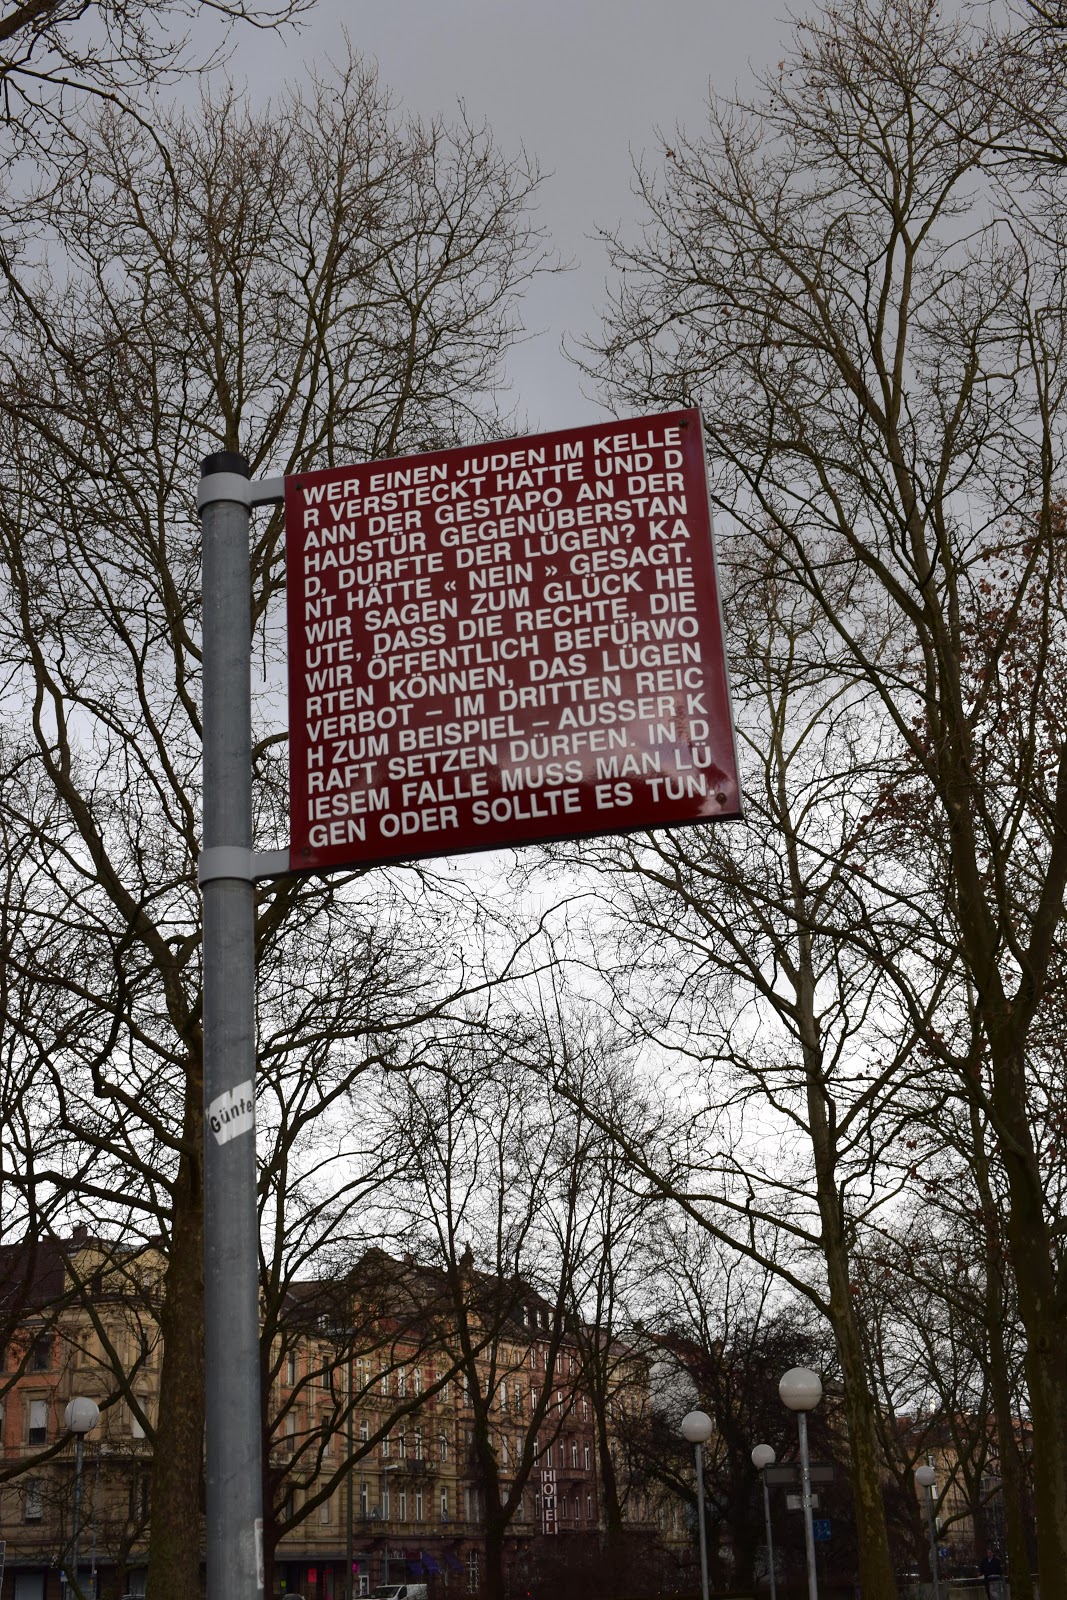 WER EINEN JUDEN IM KELLE
R VERSTECKT HATTE UND D
ANN DER GESTAPO AN DER
HAUSTÜR GEGENÜBERSTAN
D, DURFTE DER LÜGEN? KA
NT HÄTTE « NEIN » GESAGT.
WIR SAGEN ZUM GLÜCK HE
UTE, DASS DIE RECHTE, DIE
WIR ÖFFENTLICH BEFÜRWO
RTEN KÖNNEN, DAS LÜGEN
VERBOT – IM DRITTEN REIC
H ZUM BEISPIEL – AUSSER K
RAFT SETZEN DÜRFEN. IN D
IESEM FALLE MUSS MAN LÜ
GEN ODER SOLLTE ES TUN.
Günte
HOTEL